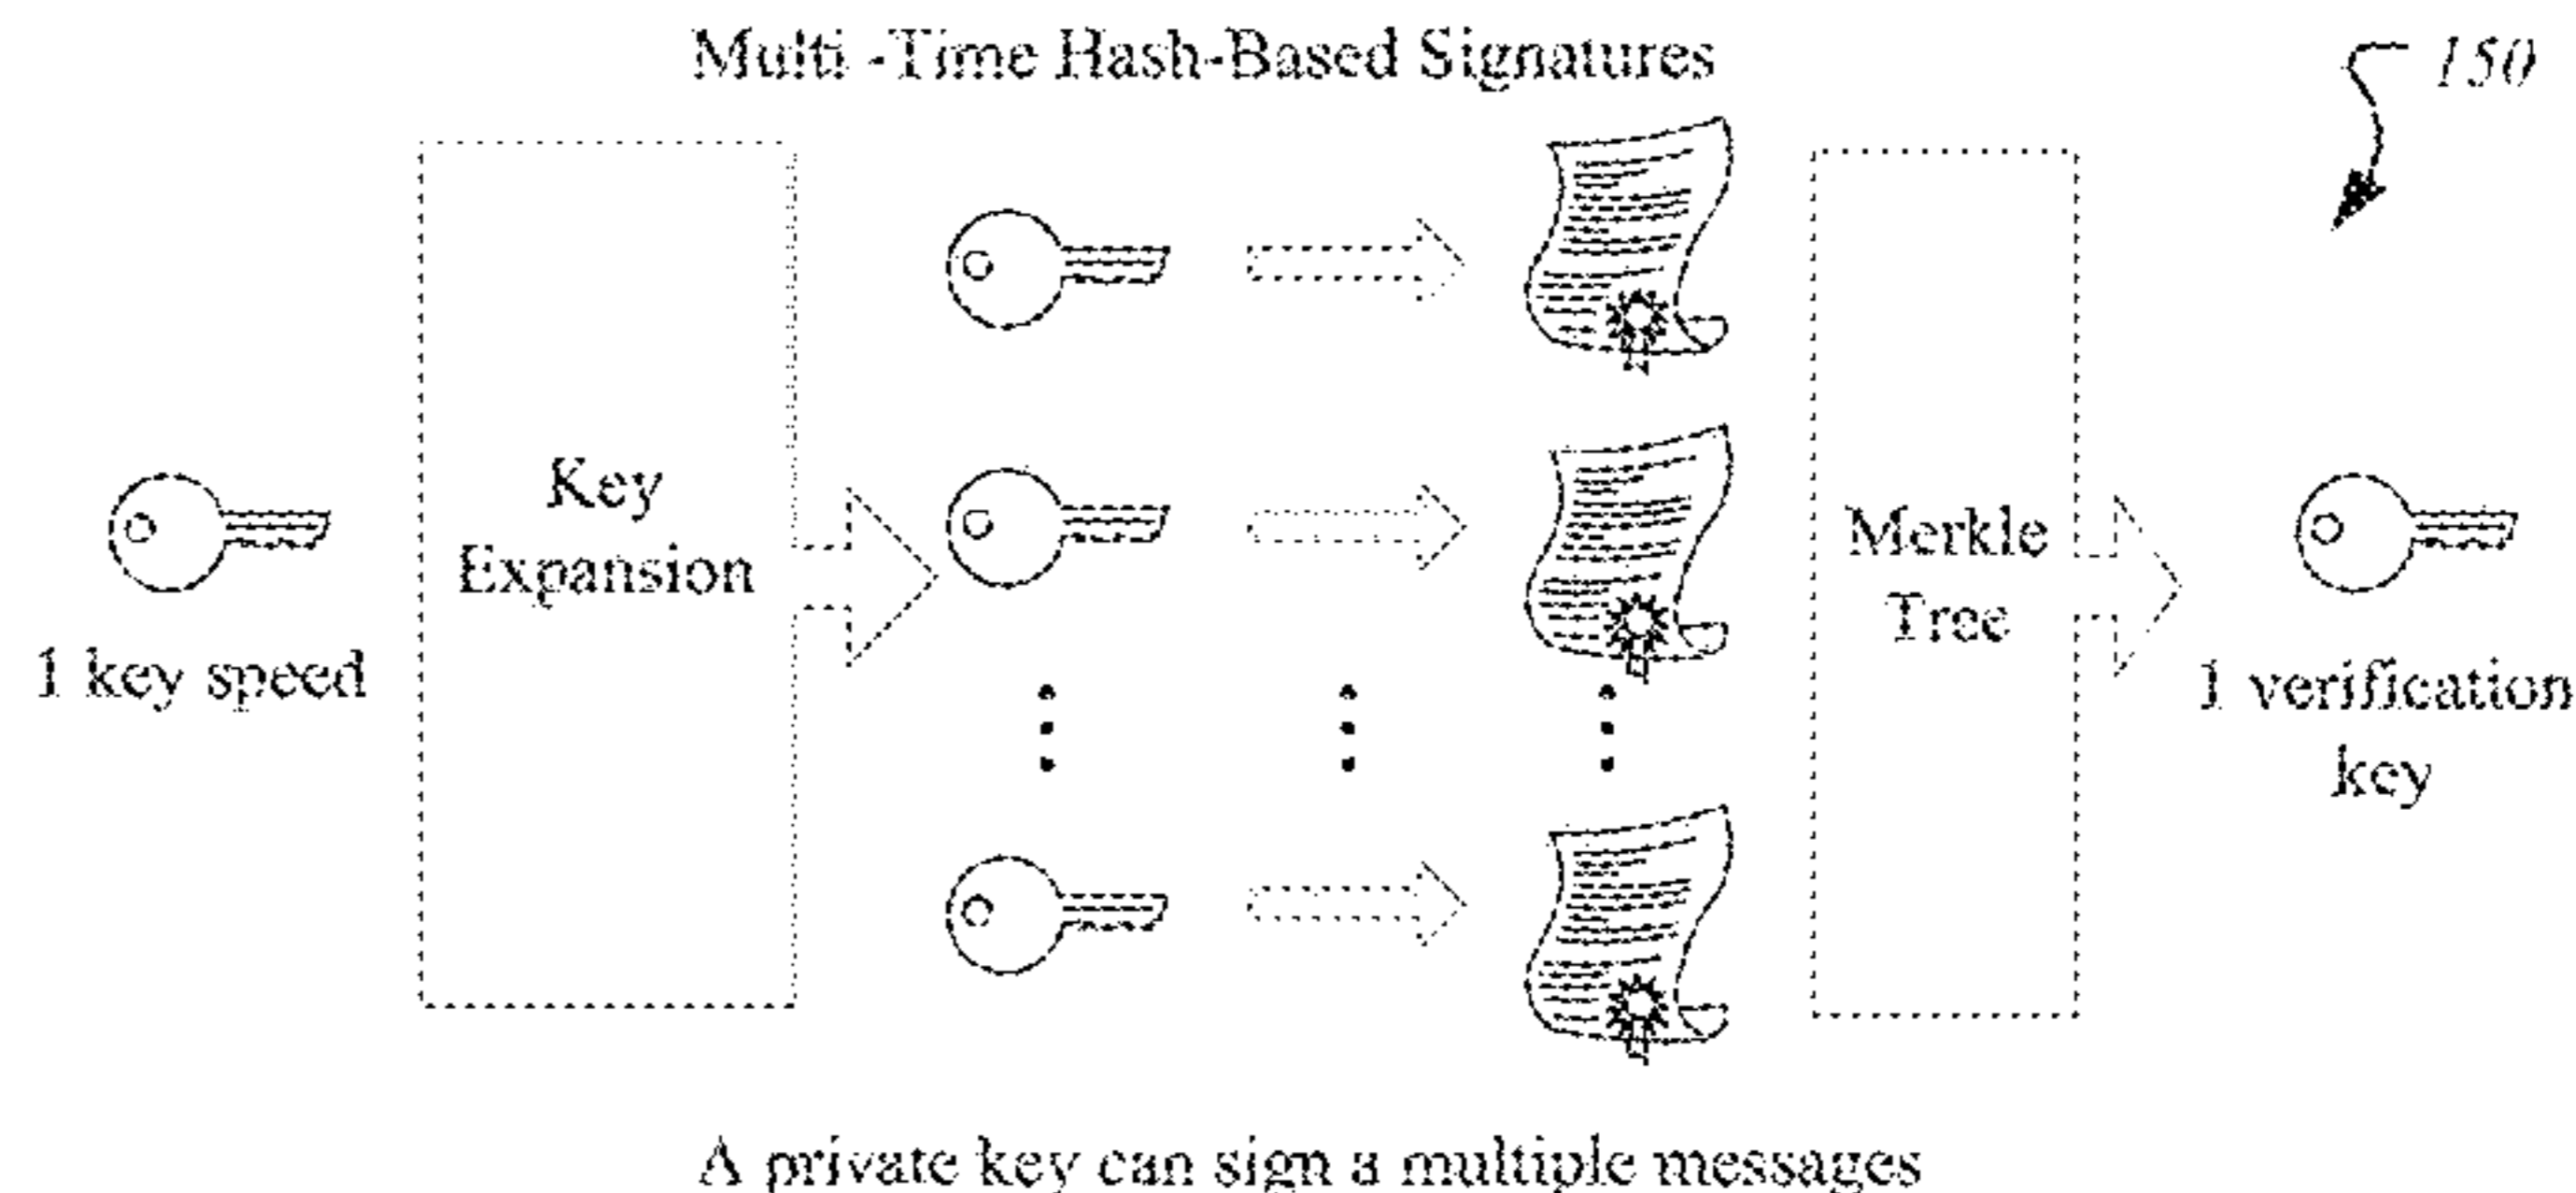 Multi -Time Hash-Based Signatures
150
Key
Expansion
1 key speed
Merkle
Tree
1 verification
key
A private key can sign a multiple messages